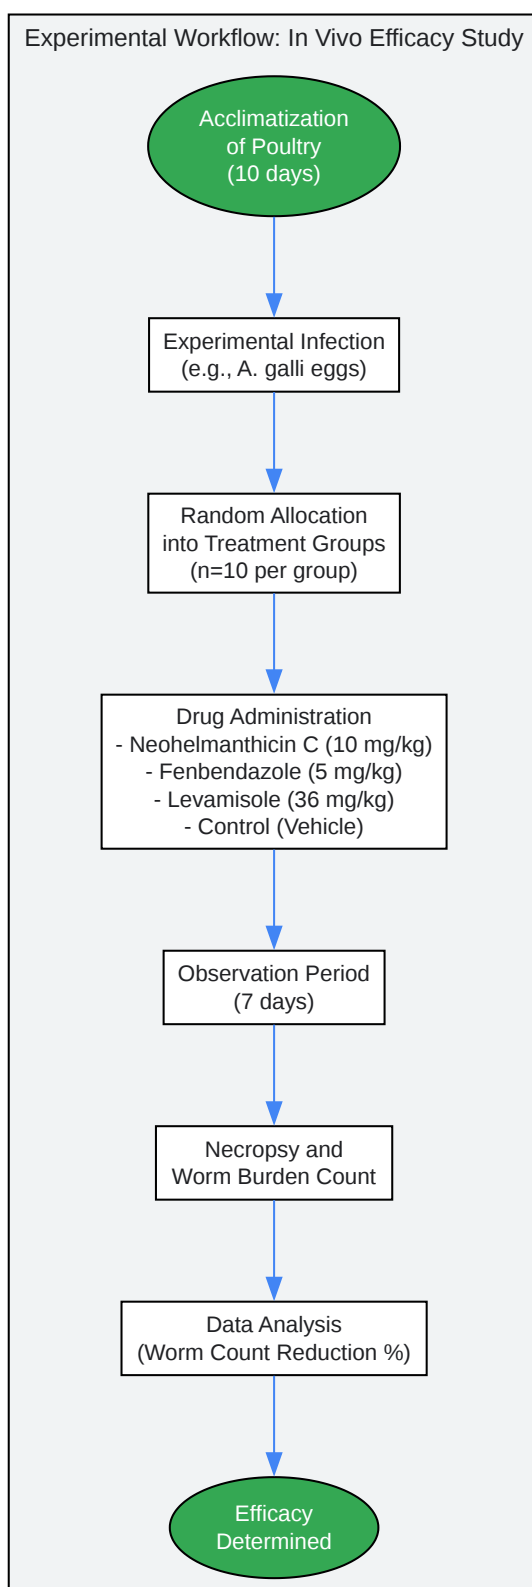 Experimental Workflow: In Vivo Efficacy Study
Acclimatization
of Poultry
(10 days)
Experimental Infection
(e.g., A. galli eggs)
Random Allocation
into Treatment Groups
(n=10 per group)
Drug Administration
- Neohelmanthicin C (10 mg/kg)
- Fenbendazole (5 mg/kg)
- Levamisole (36 mg/kg)
- Control (Vehicle)
Observation Period
(7 days)
Necropsy and
Worm Burden Count
Data Analysis
(Worm Count Reduction %)
Efficacy
Determined